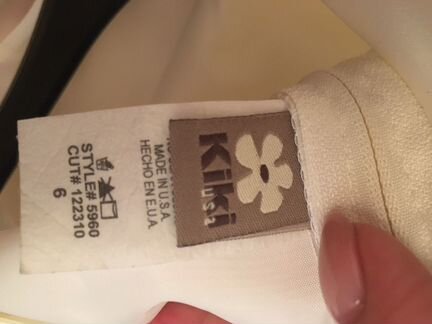 Kiki
usa
MADE IN U.S.A.
HECHO EN E.U.A.
STYLE# 5960
CUT# 122310
6